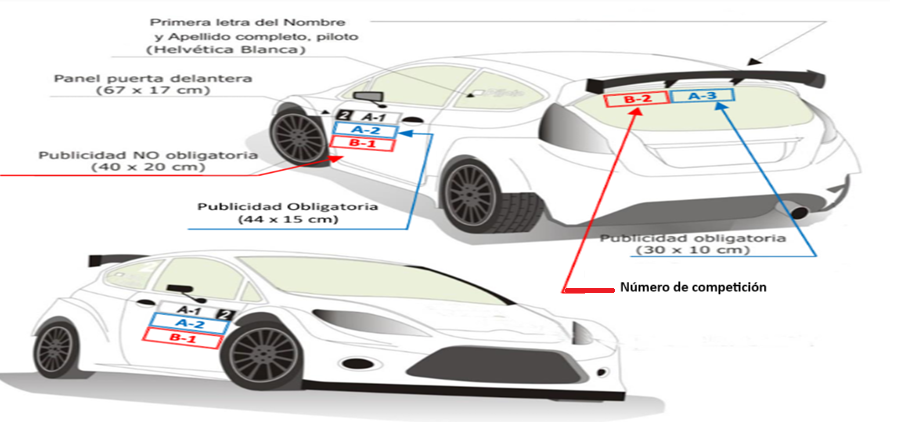 Primera letra del Nombre
y Apellido completo, piloto
(Helvética Blanca)
Panel puerta delantera
(67 x 17 cm)
2 A-1
A-2
B-1
B-2 A-3
Publicidad NO obligatoria
(40 x 20 cm)
Publicidad Obligatoria
(44 x 15 cm)
Publicidad obligatoria
(30 x 10 cm)
Número de competición
A-1 2
A-2
B-1